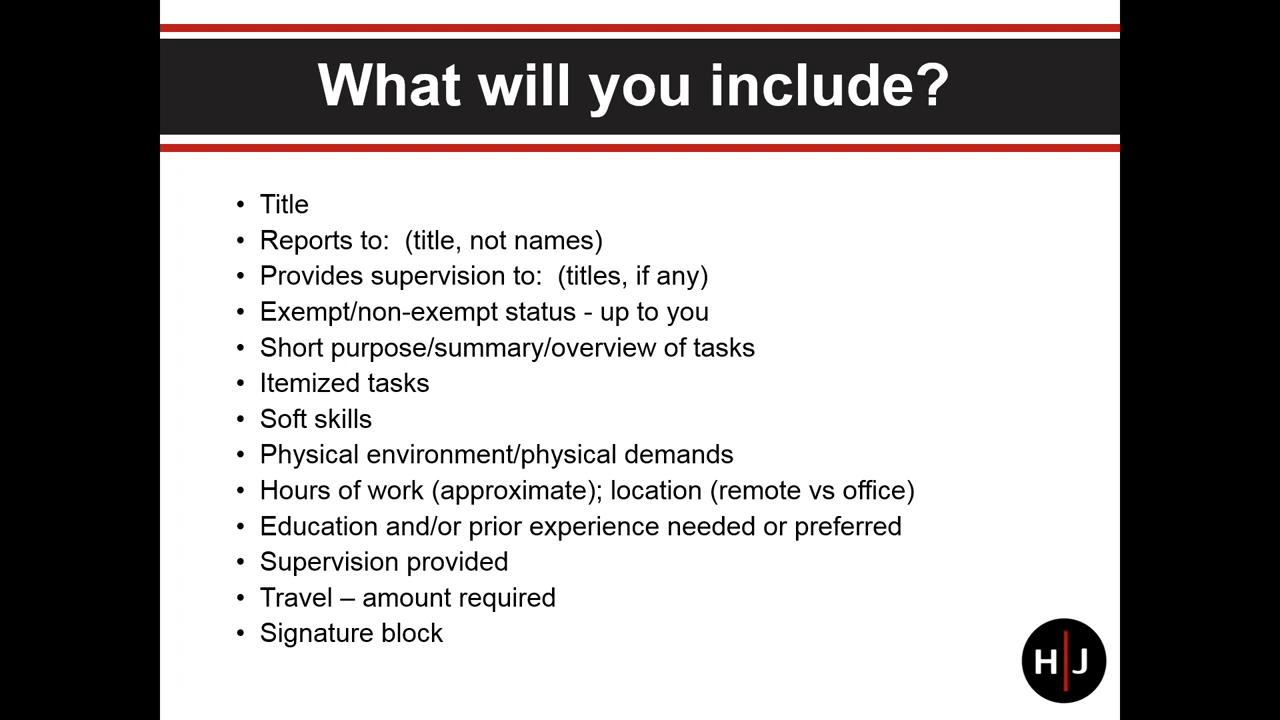 What will you include?
• Title
• Reports to:  (title, not names)
• Provides supervision to:  (titles, if any)
• Exempt/non-exempt status - up to you
• Short purpose/summary/overview of tasks
• Itemized tasks
• Soft skills
• Physical environment/physical demands
• Hours of work (approximate); location (remote vs office)
• Education and/or prior experience needed or preferred
• Supervision provided
• Travel – amount required
• Signature block
H|J